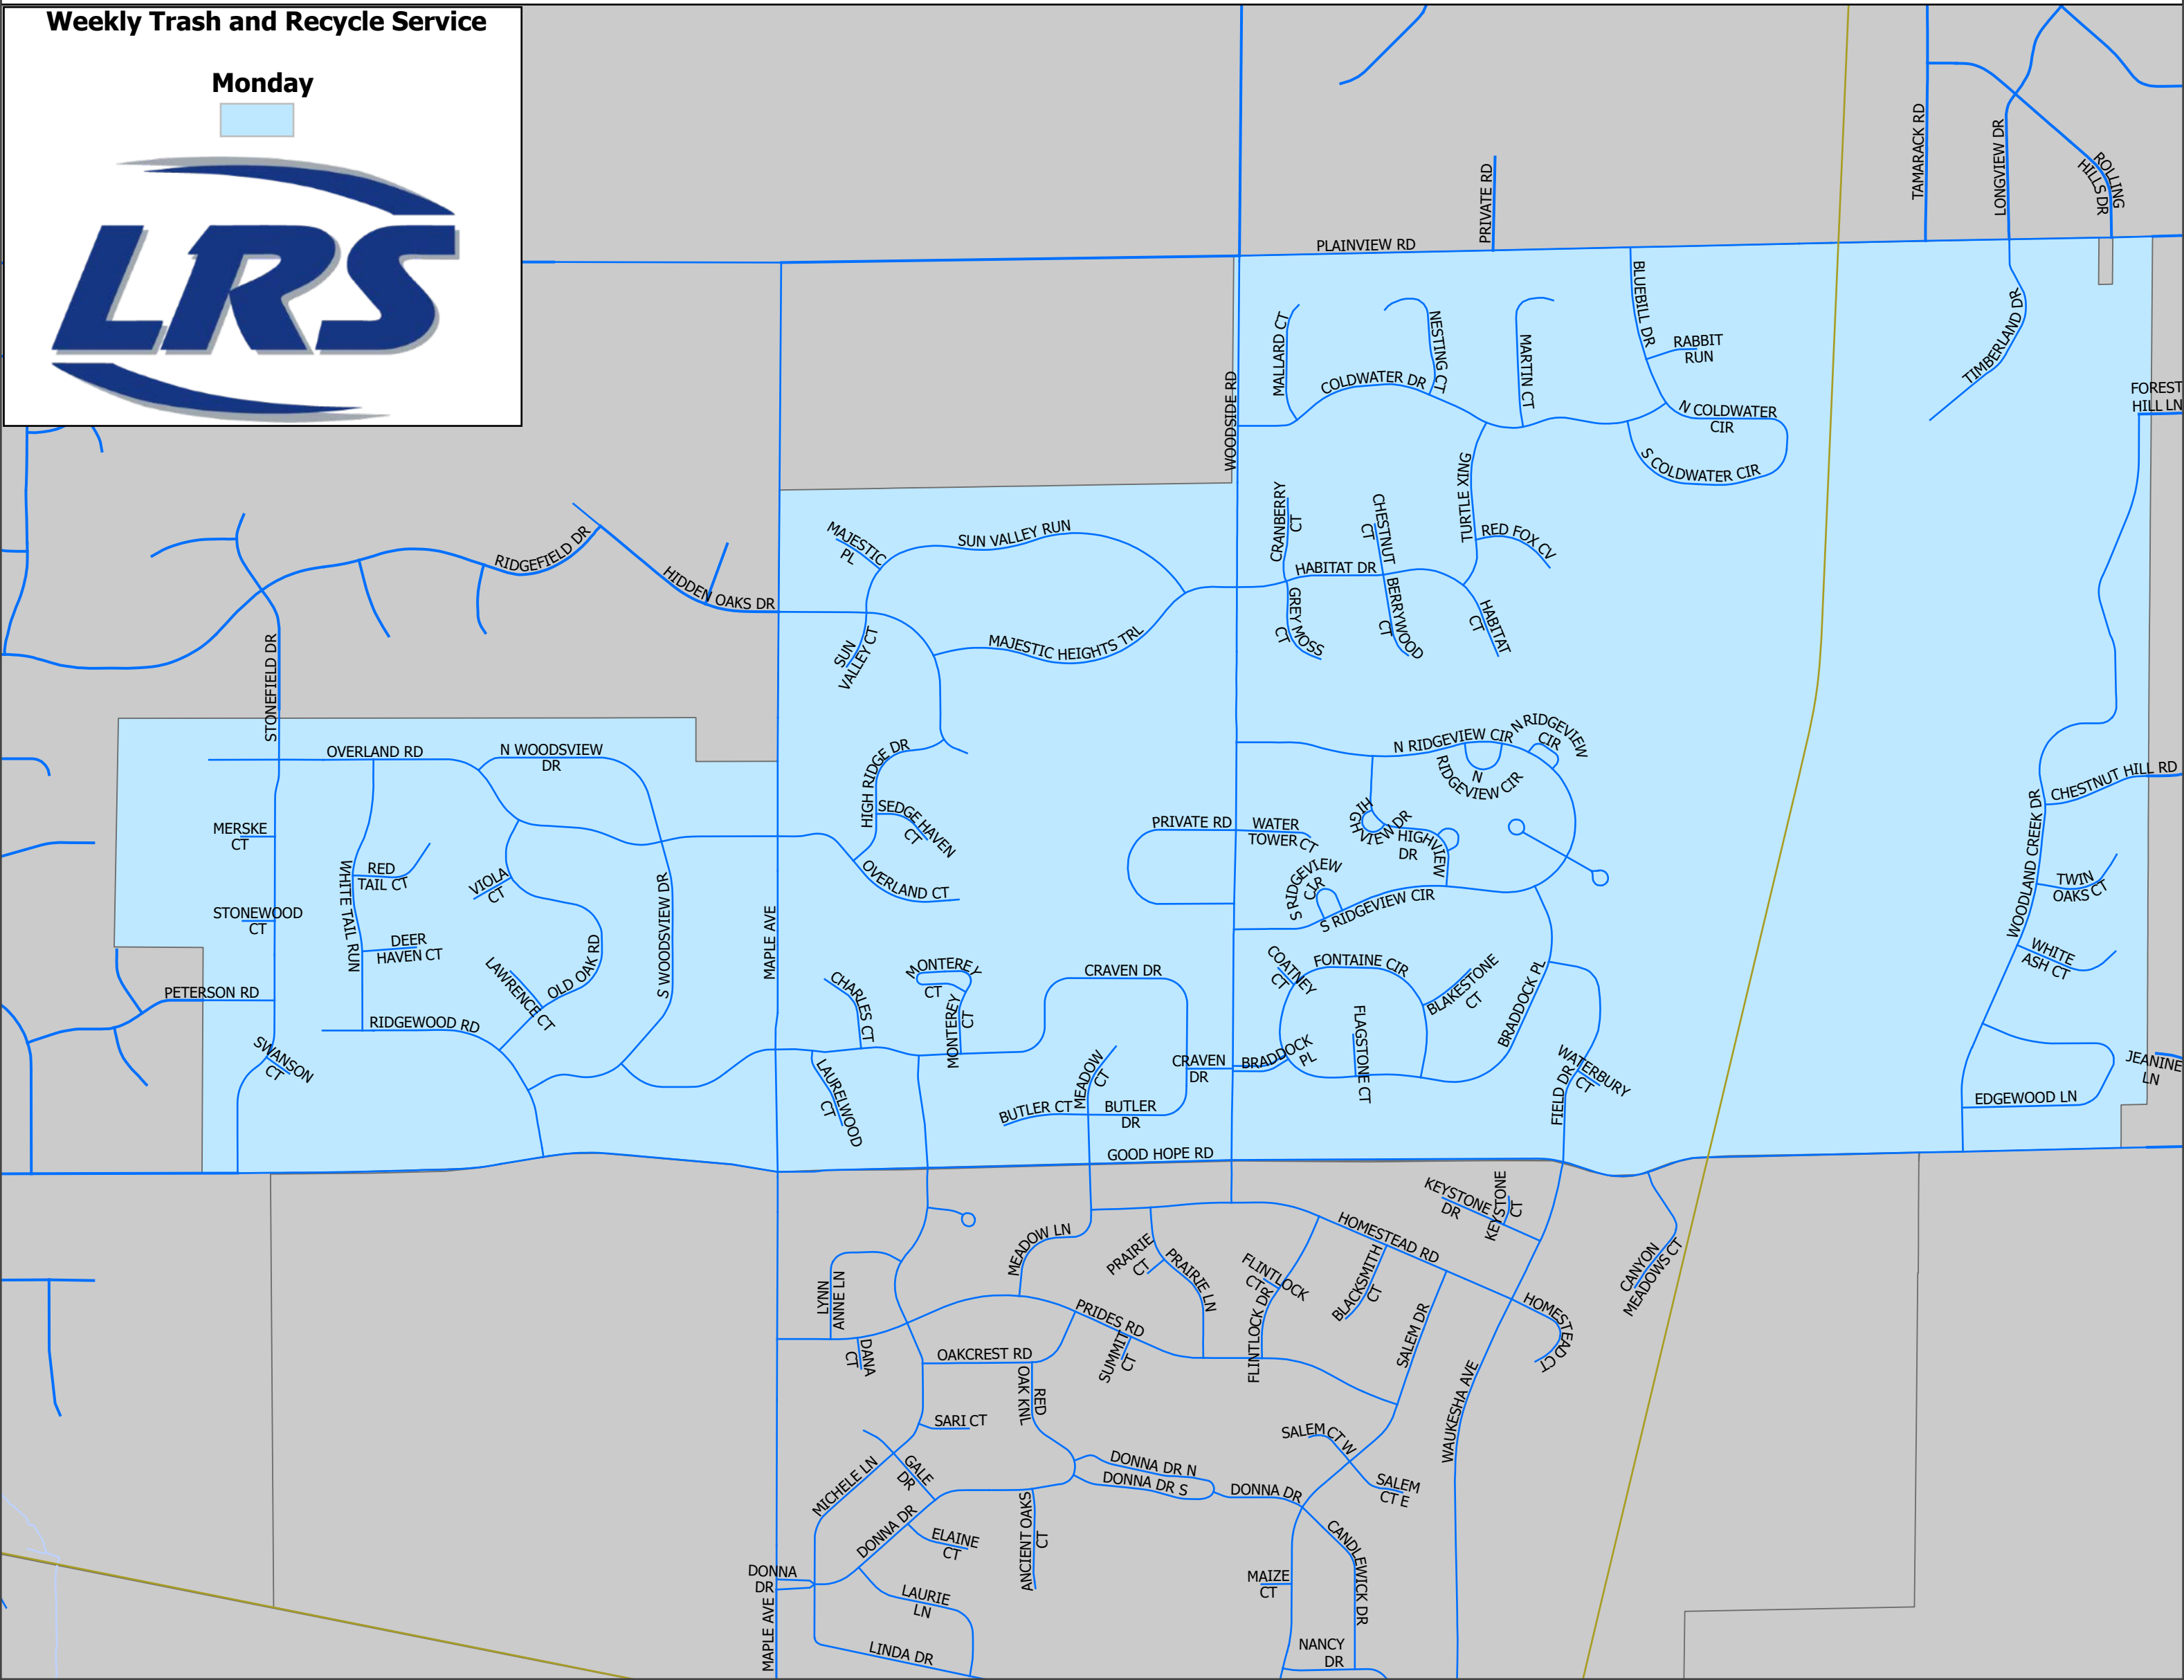 Weekly Trash and Recycle Service
Monday
LRS
TAMARACK RD
LONGVIEW DR
ROLLING
HILLS DR
PRIVATE RD
PLAINVIEW RD
BLUEBILL DR
RABBIT
RUN
TIMBERLAND DR
MALLARD CT
NESTING CT
MARTIN CT
COLDWATER DR
WOODSIDE RD
N COLDWATER
CIR
S COLDWATER CIR
FOREST
HILL LN
TURTLE XING
RED FOX CV
CRANBERRY
CT
CHESTNUT
CT
HABITAT DR
GREY MOSS
CT
BERRYWOOD
CT
HABITAT
CT
MAJESTIC
PL
SUN VALLEY RUN
RIDGEFIELD DR
HIDDEN OAKS DR
SUN
VALLEY CT
MAJESTIC HEIGHTS TRL
STONEFIELD DR
OVERLAND RD
N WOODSVIEW
DR
HIGH RIDGE DR
SEDGE HAVEN
CT
OVERLAND CT
N RIDGEVIEW CIR
N RIDGEVIEW
CIR
N
RIDGEVIEW CIR
HIGHVIEW DR
HIGHVIEW
DR
PRIVATE RD
WATER
TOWER CT
S RIDGEVIEW
CIR
S RIDGEVIEW CIR
CHESTNUT HILL RD
WOODLAND CREEK DR
TWIN
OAKS CT
WHITE
ASH CT
MERSKE
CT
RED
TAIL CT
WHITE TAIL RUN
VIOLA
CT
STONEWOOD
CT
DEER
HAVEN CT
LAWRENCE CT
OLD OAK RD
S WOODSVIEW DR
MAPLE AVE
PETERSON RD
RIDGEWOOD RD
SWANSON
CT
CHARLES CT
MONTEREY
CT
MONTEREY
CT
CRAVEN DR
COATNEY
CT
FONTAINE CIR
BLAKESTONE
CT
BRADDOCK PL
FLAGSTONE CT
BRADDOCK
PL
CRAVEN
DR
MEADOW
CT
LAURELWOOD
CT
BUTLER CT
BUTLER
DR
WATERBURY
CT
FIELD DR
JEANINE
LN
EDGEWOOD LN
GOOD HOPE RD
KEYSTONE
DR
KEYSTONE
CT
HOMESTEAD RD
MEADOW LN
PRAIRIE
CT
PRAIRIE LN
FLINTLOCK
CT
FLINTLOCK DR
BLACKSMITH
CT
CANYON
MEADOWS CT
HOMESTEAD CT
LYNN
ANNE LN
DANA
CT
PRIDES RD
SUMMIT
CT
OAKCREST RD
RED
OAK KNL
SALEM DR
WAUKESHA AVE
SARI CT
SALEM CT W
SALEM
CT E
MICHELE LN
GALE
DR
DONNA DR N
DONNA DR S
DONNA DR
DONNA DR
ELAINE
CT
ANCIENT OAKS
CT
CANDLEWICK DR
MAIZE
CT
DONNA
DR
LAURIE
LN
MAPLE AVE
LINDA DR
NANCY
DR